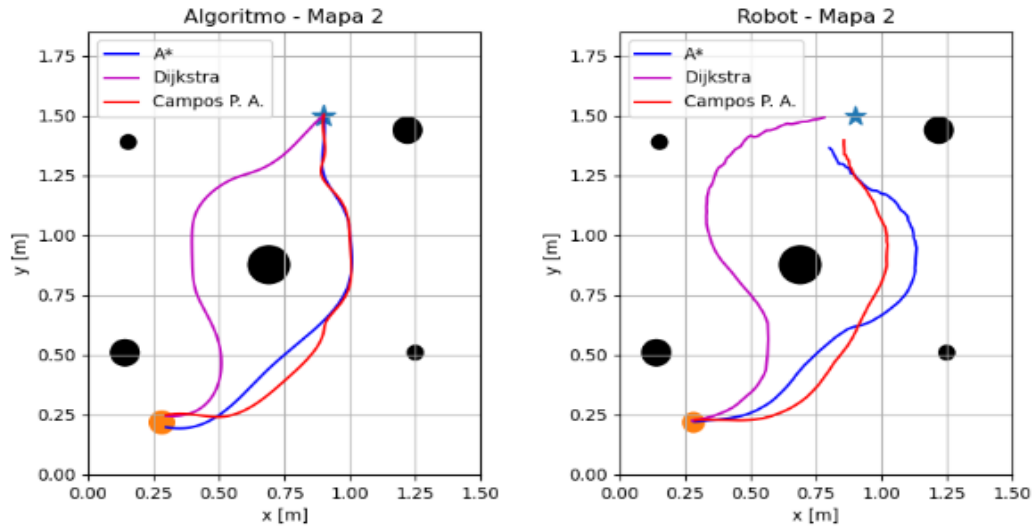 Algoritmo - Mapa 2
A*
Dijkstra
Campos P. A.
1.75
1.50
1.25
1.00
0.75
0.50
0.25
0.00
y [m]
0.00 0.25 0.50 0.75 1.00 1.25 1.50
x [m]
Robot - Mapa 2
A*
Dijkstra
Campos P. A.
1.75
1.50
1.25
1.00
0.75
0.50
0.25
0.00
y [m]
0.00 0.25 0.50 0.75 1.00 1.25 1.50
x [m]